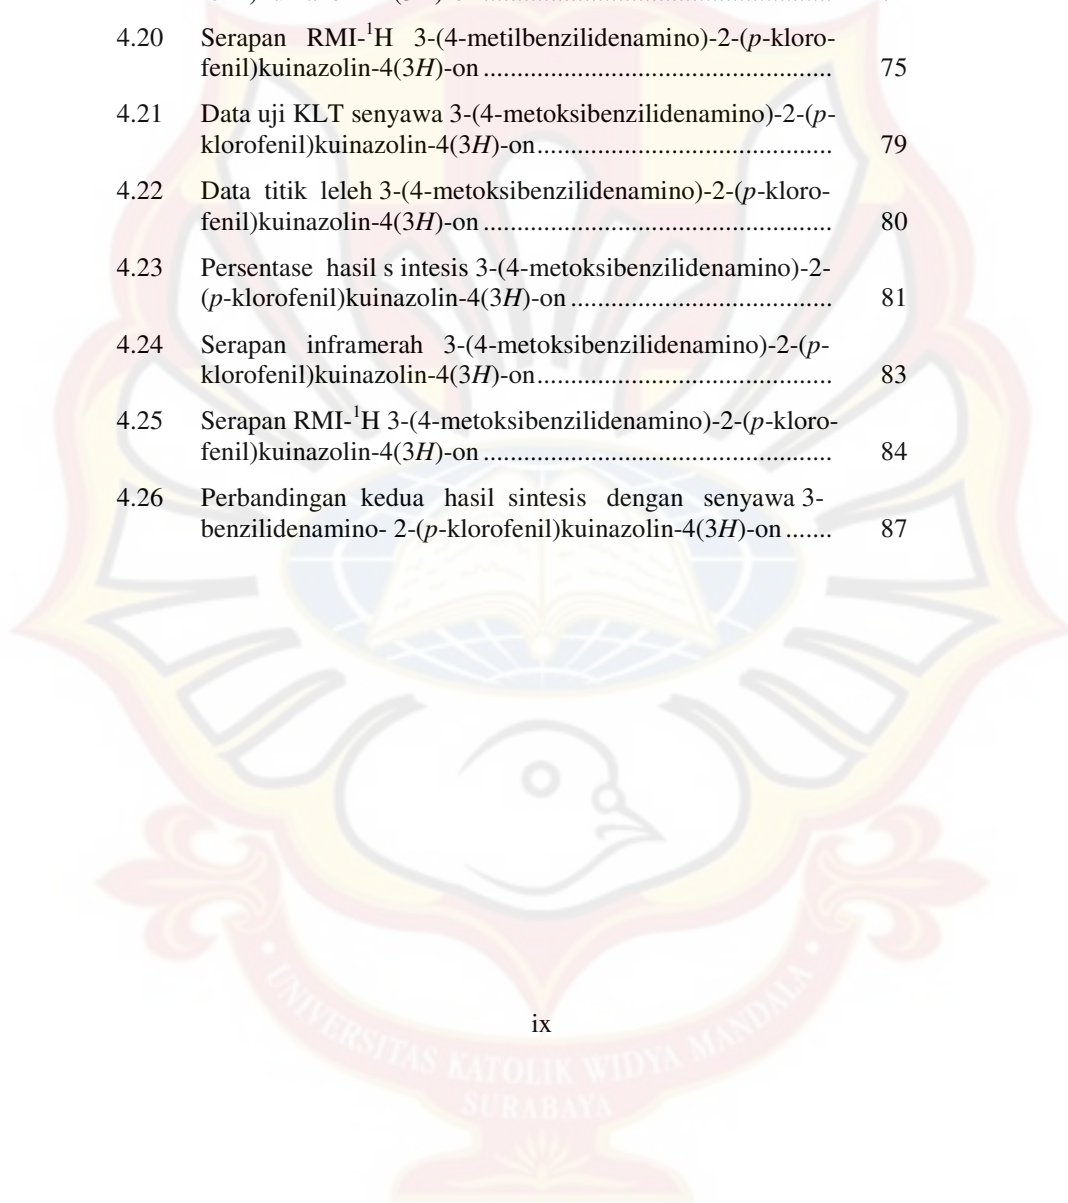 4.20 Serapan RMI-¹H 3-(4-metilbenzilidenamino)-2-(p-kloro-
fenil)kuinazolin-4(3H)-on .................................................... 75
4.21 Data uji KLT senyawa 3-(4-metoksibenzilidenamino)-2-(p-
klorofenil)kuinazolin-4(3H)-on............................................ 79
4.22 Data titik leleh 3-(4-metoksibenzilidenamino)-2-(p-kloro-
fenil)kuinazolin-4(3H)-on .................................................... 80
4.23 Persentase hasil s intesis 3-(4-metoksibenzilidenamino)-2-
(p-klorofenil)kuinazolin-4(3H)-on ....................................... 81
4.24 Serapan inframerah 3-(4-metoksibenzilidenamino)-2-(p-
klorofenil)kuinazolin-4(3H)-on............................................ 83
4.25 Serapan RMI-¹H 3-(4-metoksibenzilidenamino)-2-(p-kloro-
fenil)kuinazolin-4(3H)-on .................................................... 84
4.26 Perbandingan kedua hasil sintesis dengan senyawa 3-
benzilidenamino- 2-(p-klorofenil)kuinazolin-4(3H)-on ....... 87
ix
UNIVERSITAS KATOLIK WIDYA MANDALA
SURABAYA